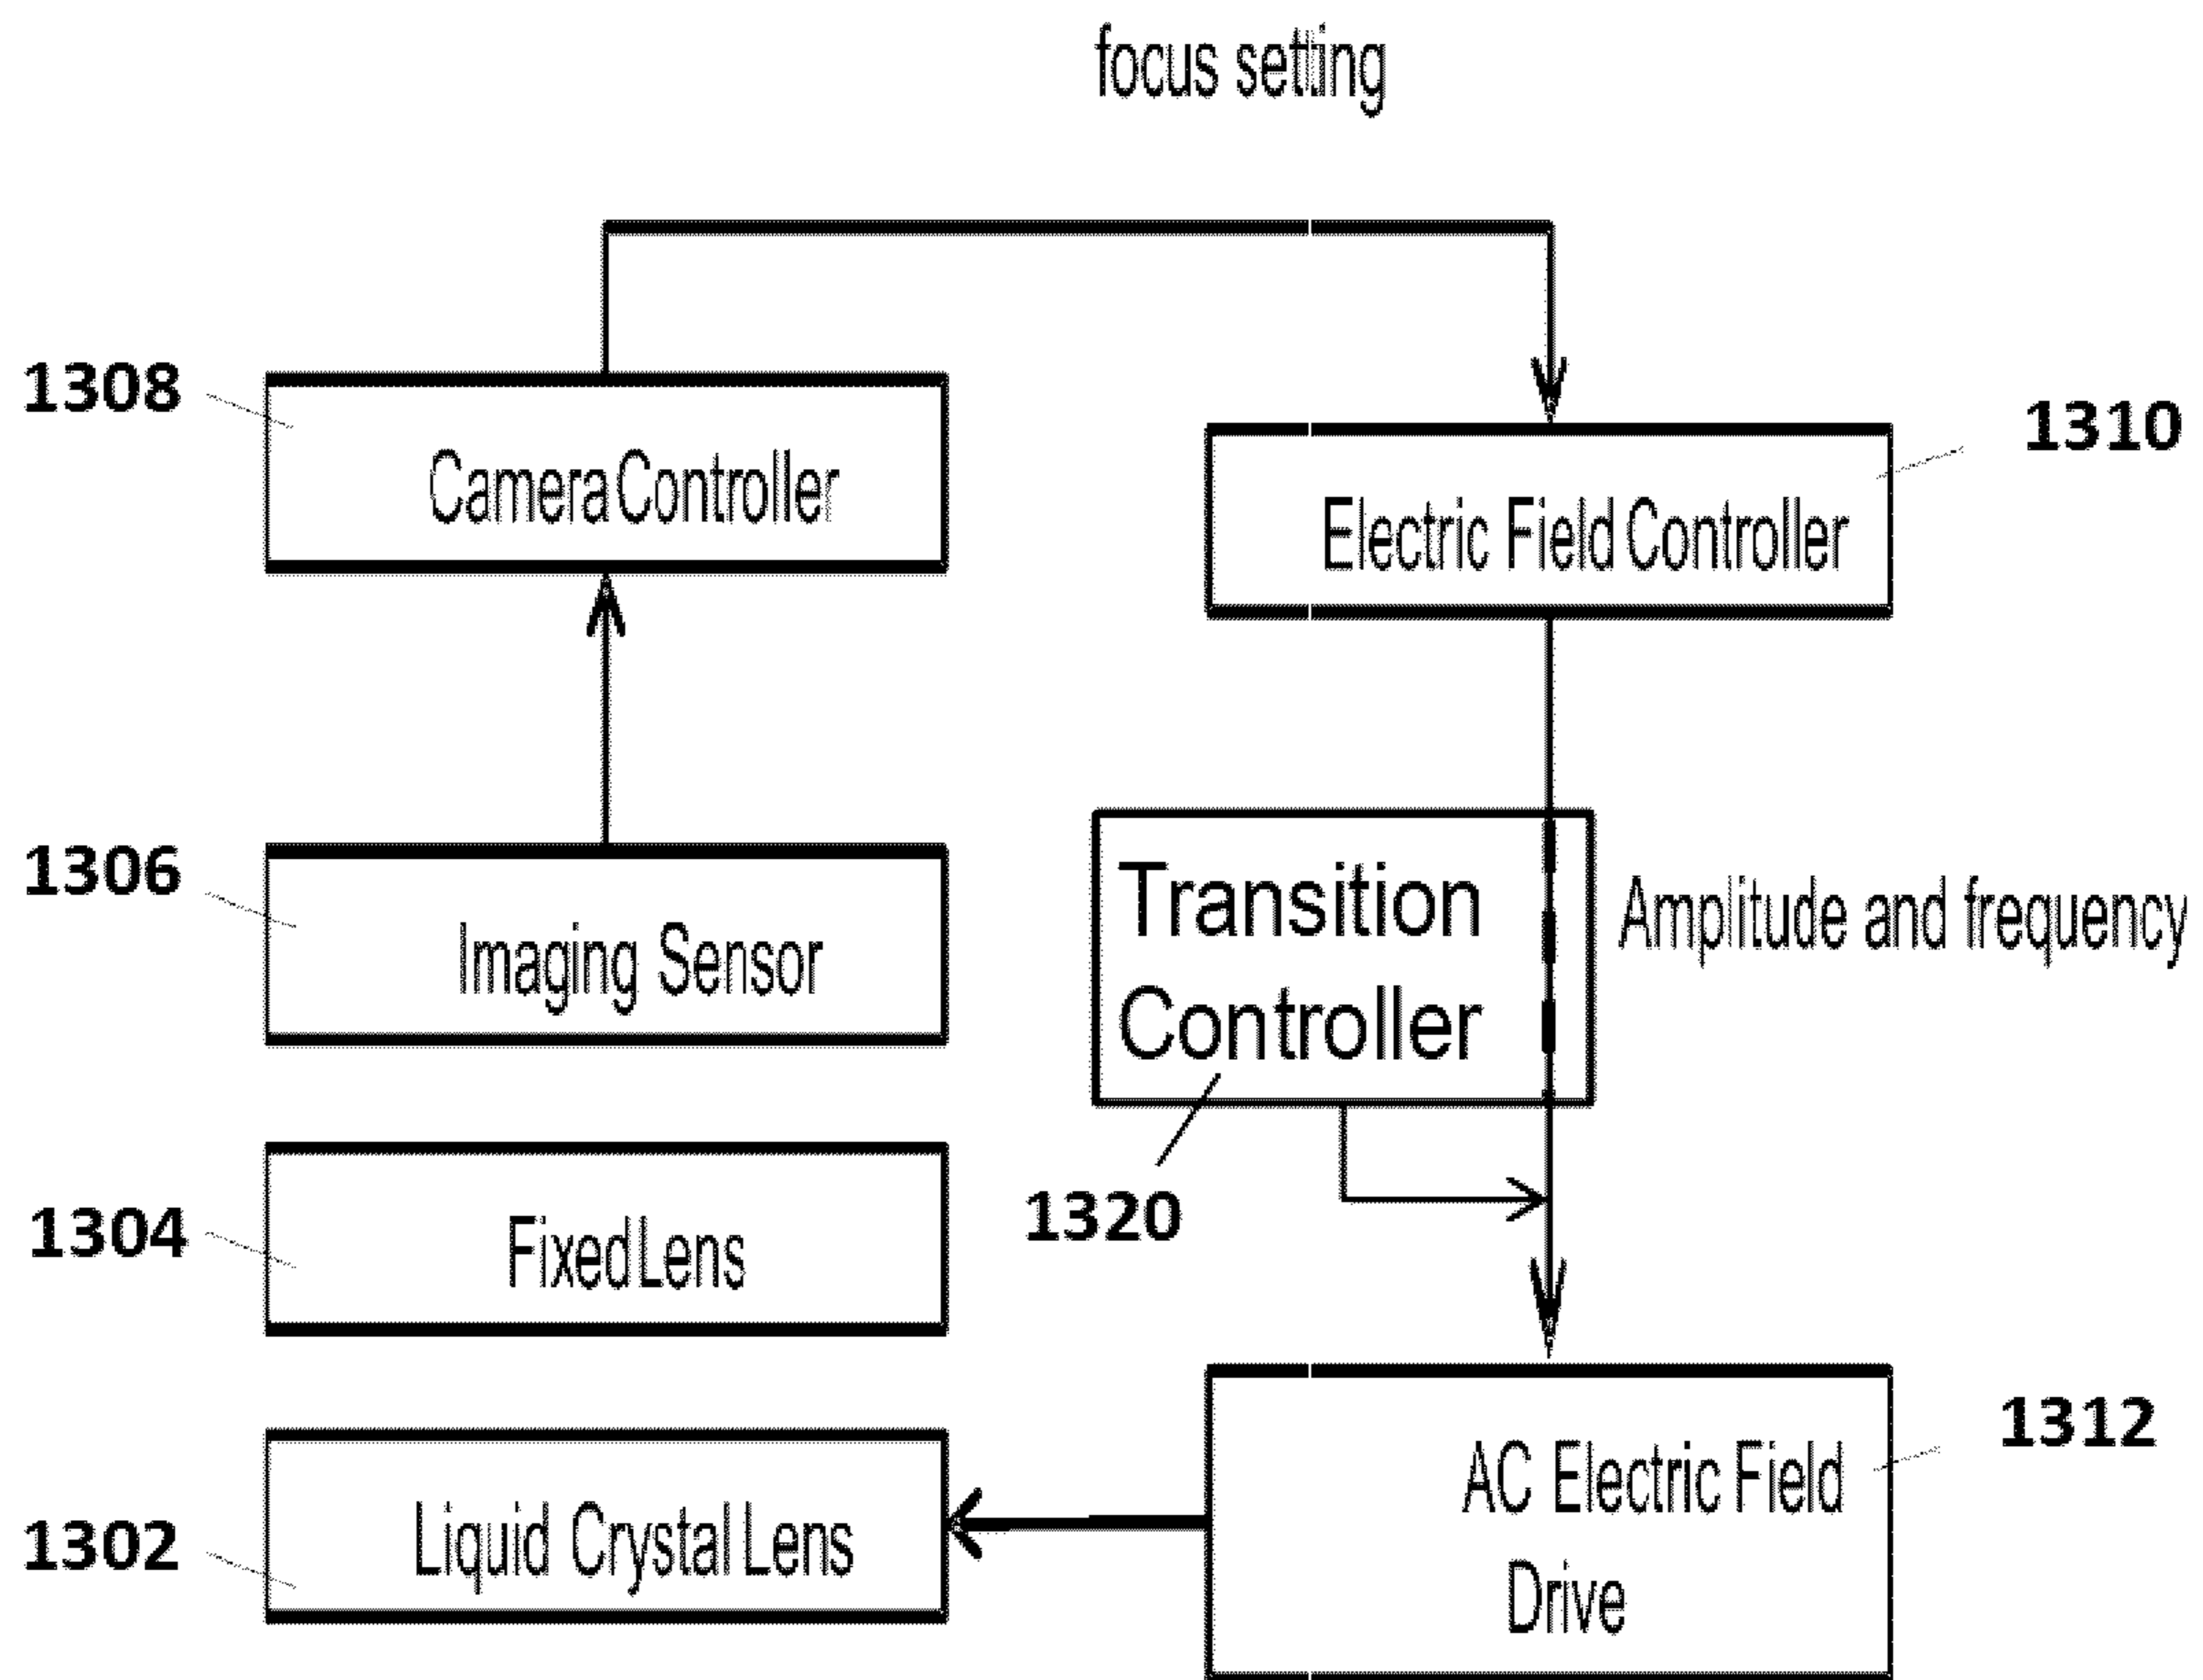 focus setting
1308
Camera Controller
1310
Electric Field Controller
1306
Imaging Sensor
Transition
Controller
Amplitude and frequency
1320
1304
Fixed Lens
1302
Liquid Crystal Lens
1312
AC Electric Field
Drive